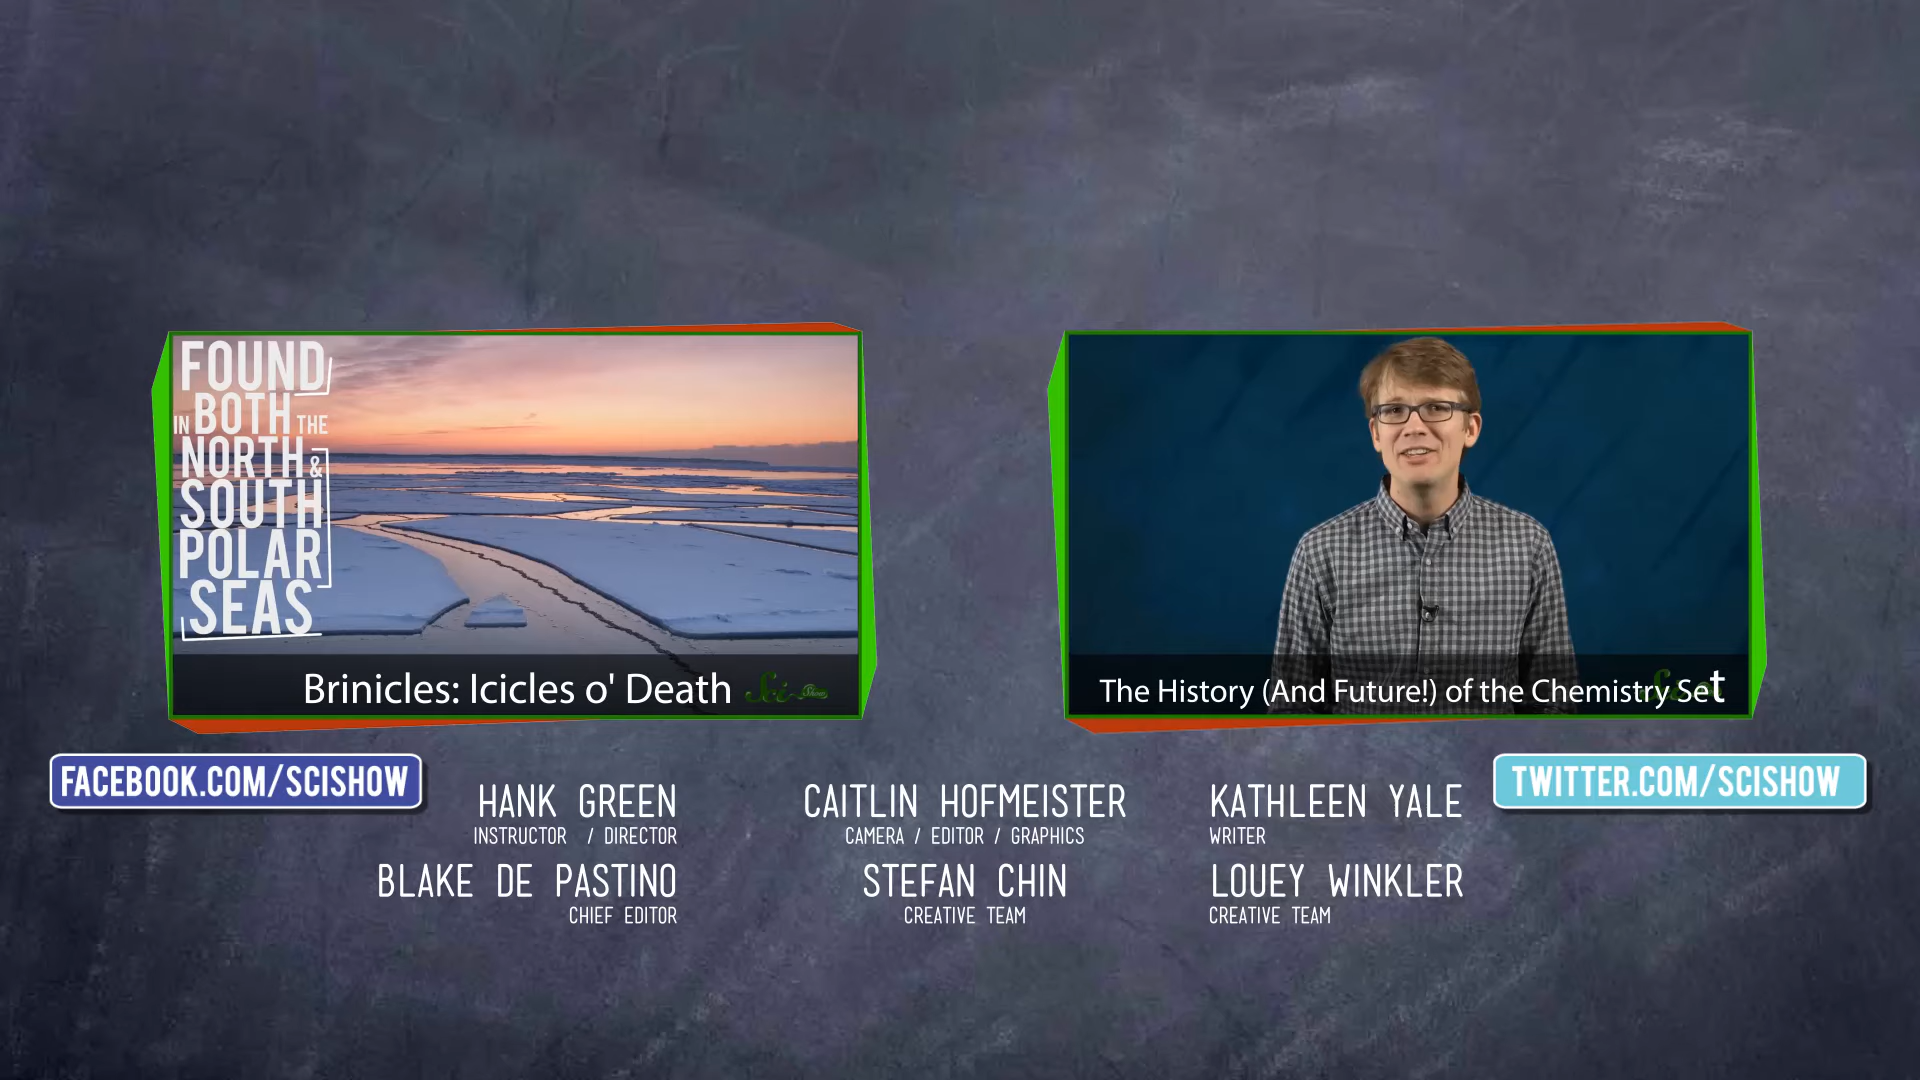 FOUND
IN BOTH THE
NORTH &
SOUTH
POLAR
SEAS
Brinicles: Icicles o' Death
Sci Show
The History (And Future!) of the Chemistry Set
FACEBOOK.COM/SCISHOW
TWITTER.COM/SCISHOW
HANK GREEN
INSTRUCTOR / DIRECTOR
CAITLIN HOFMEISTER
CAMERA / EDITOR / GRAPHICS
KATHLEEN YALE
WRITER
BLAKE DE PASTINO
CHIEF EDITOR
STEFAN CHIN
CREATIVE TEAM
LOUEY WINKLER
CREATIVE TEAM